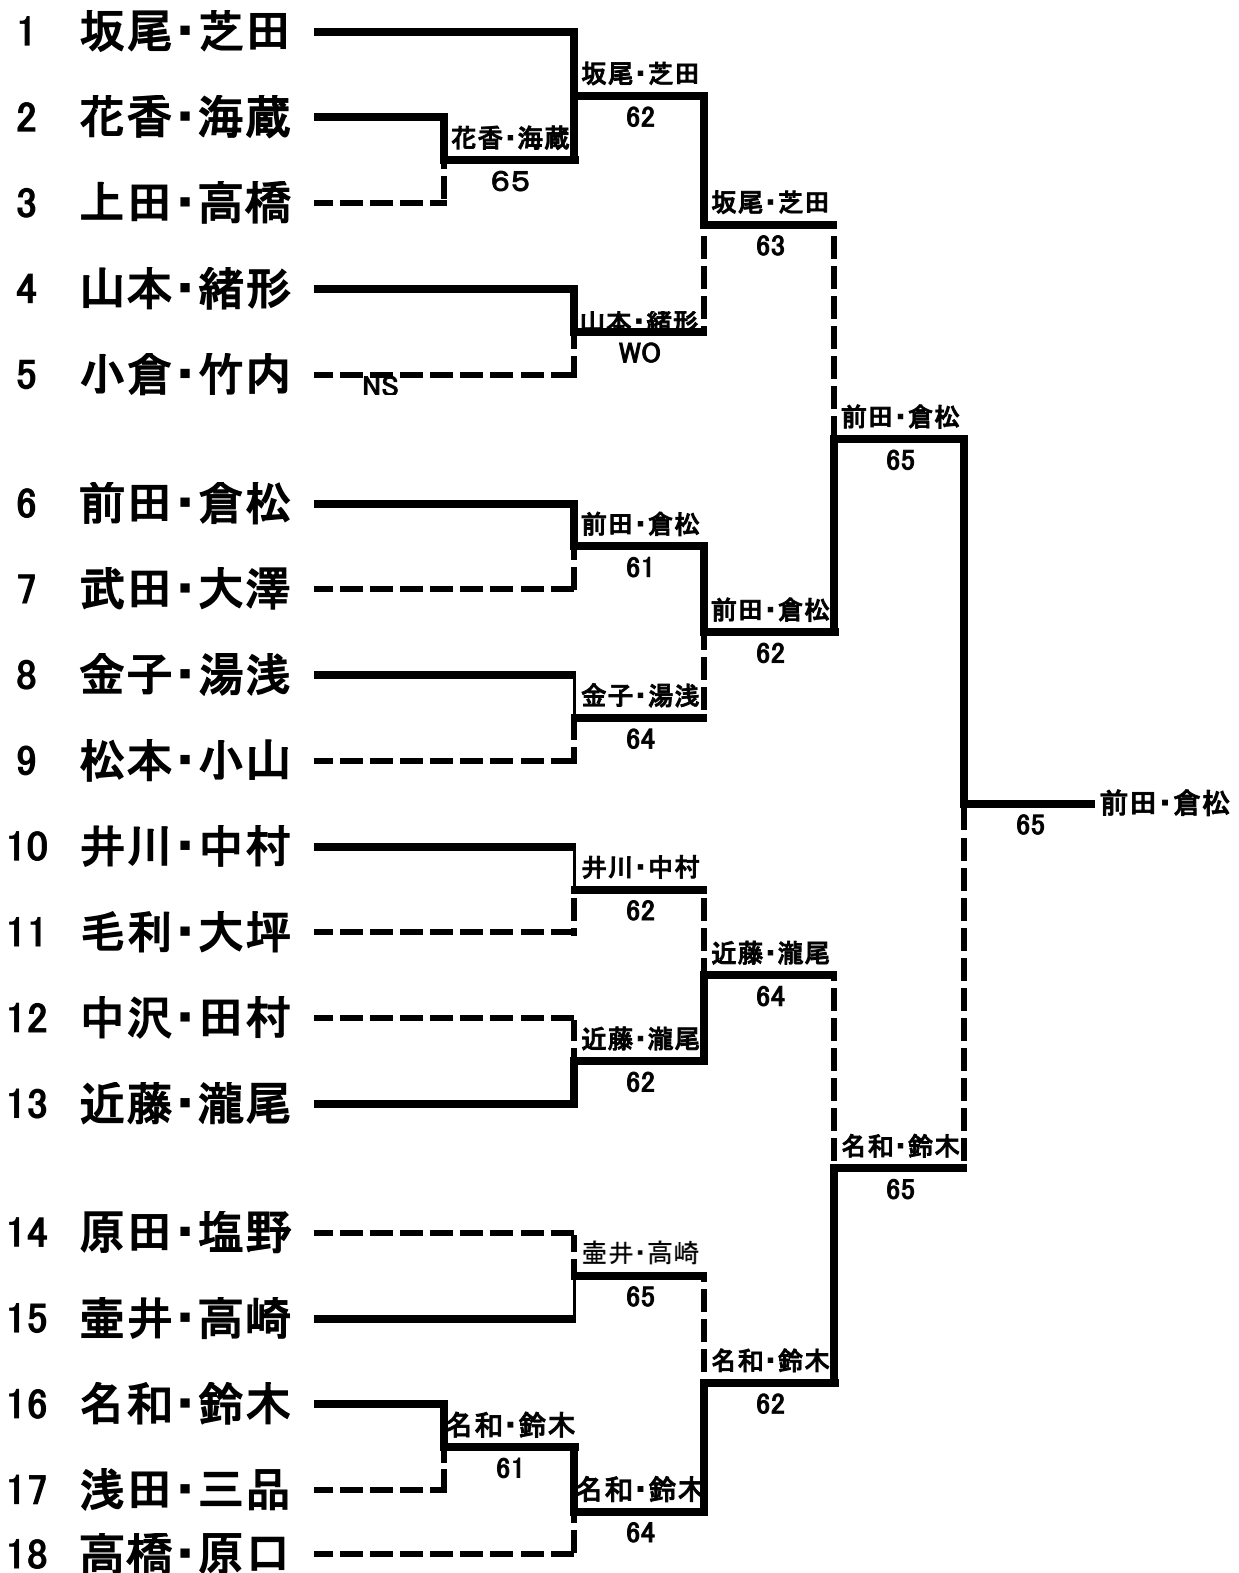 1 坂尾・芝田
坂尾・芝田
2 花香・海蔵
62
花香・海蔵
65
3 上田・高橋
坂尾・芝田
63
4 山本・緒形
山本・緒形
WO
5 小倉・竹内
NS
前田・倉松
65
6 前田・倉松
前田・倉松
61
7 武田・大澤
前田・倉松
62
8 金子・湯浅
金子・湯浅
64
9 松本・小山
前田・倉松
65
10 井川・中村
井川・中村
62
11 毛利・大坪
近藤・瀧尾
64
12 中沢・田村
近藤・瀧尾
62
13 近藤・瀧尾
名和・鈴木
65
14 原田・塩野
壷井・高崎
65
15 壷井・高崎
名和・鈴木
62
16 名和・鈴木
名和・鈴木
61
17 浅田・三品
名和・鈴木
64
18 高橋・原口